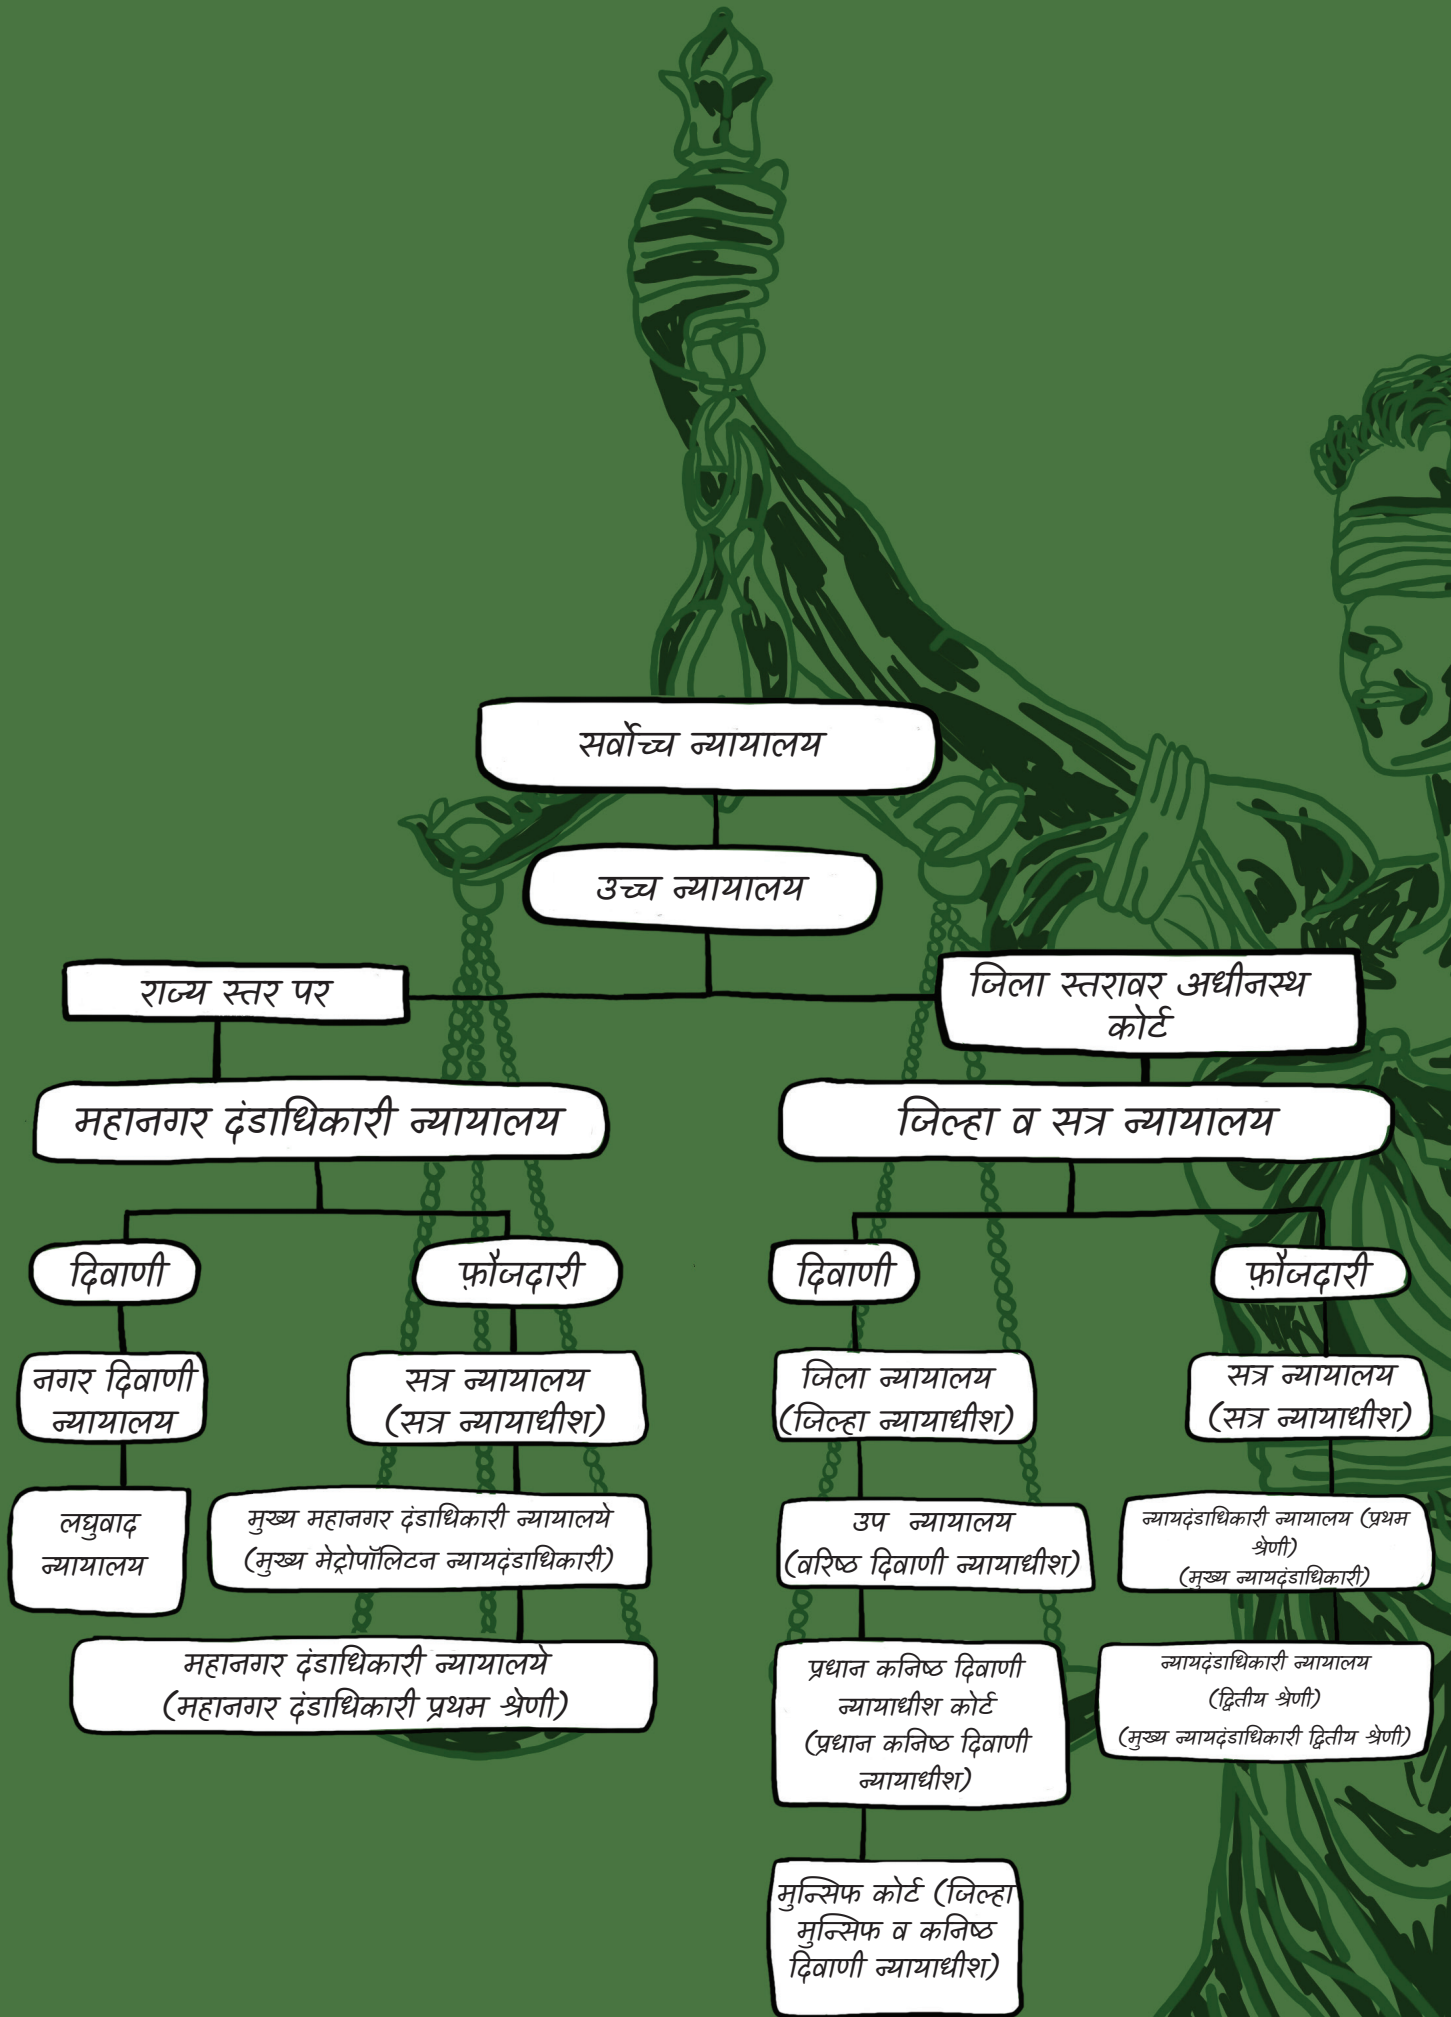 सर्वोच्च न्यायालय
उच्च न्यायालय
राज्य स्तर पर
जिला स्तरावर अधीनस्थ
कोर्ट
महानगर दंडाधिकारी न्यायालय
जिल्हा व सत्र न्यायालय
दिवाणी
फ़ौजदारी
दिवाणी
फ़ौजदारी
नगर दिवाणी
न्यायालय
सत्र न्यायालय
(सत्र न्यायाधीश)
जिला न्यायालय
(जिल्हा न्यायाधीश)
सत्र न्यायालय
(सत्र न्यायाधीश)
लघुवाद
न्यायालय
मुख्य महानगर दंडाधिकारी न्यायालये
(मुख्य मेट्रोपॉलिटन न्यायदंडाधिकारी)
उप न्यायालय
(वरिष्ठ दिवाणी न्यायाधीश)
न्यायदंडाधिकारी न्यायालय (प्रथम
श्रेणी)
(मुख्य न्यायदंडाधिकारी)
महानगर दंडाधिकारी न्यायालये
(महानगर दंडाधिकारी प्रथम श्रेणी)
प्रधान कनिष्ठ दिवाणी
न्यायाधीश कोर्ट
(प्रधान कनिष्ठ दिवाणी
न्यायाधीश)
न्यायदंडाधिकारी न्यायालय
(द्वितीय श्रेणी)
(मुख्य न्यायदंडाधिकारी द्वितीय श्रेणी)
मुन्सिफ कोर्ट (जिल्हा
मुन्सिफ व कनिष्ठ
दिवाणी न्यायाधीश)